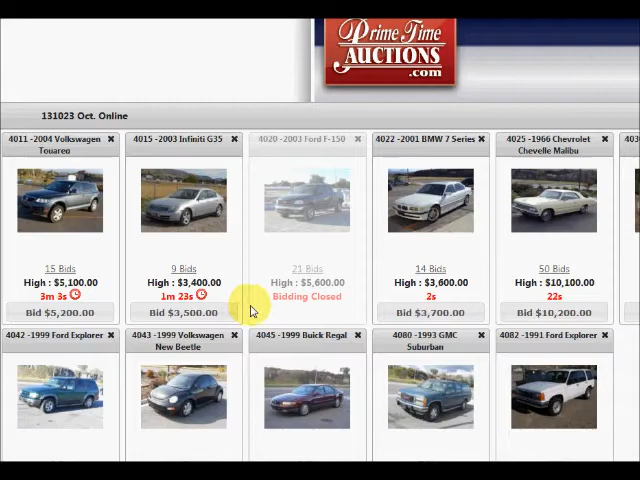 Prime Time
AUCTIONS
.com
131023 Oct. Online
4011 -2004 Volkswagen
Touareg
4015 -2003 Infiniti G35
4020 -2003 Ford F-150
4022 -2001 BMW 7 Series
4025 -1966 Chevrolet
Chevelle Malibu
15 Bids
9 Bids
21 Bids
14 Bids
50 Bids
High : $5,100.00
High : $3,400.00
High : $5,600.00
High : $3,600.00
High : $10,100.00
3m 3s
1m 23s
Bidding Closed
2s
22s
Bid $5,200.00
Bid $3,500.00
Bid $3,700.00
Bid $10,200.00
4042 -1999 Ford Explorer
4043 -1999 Volkswagen
New Beetle
4045 -1999 Buick Regal
4080 -1993 GMC
Suburban
4082 -1991 Ford Explorer